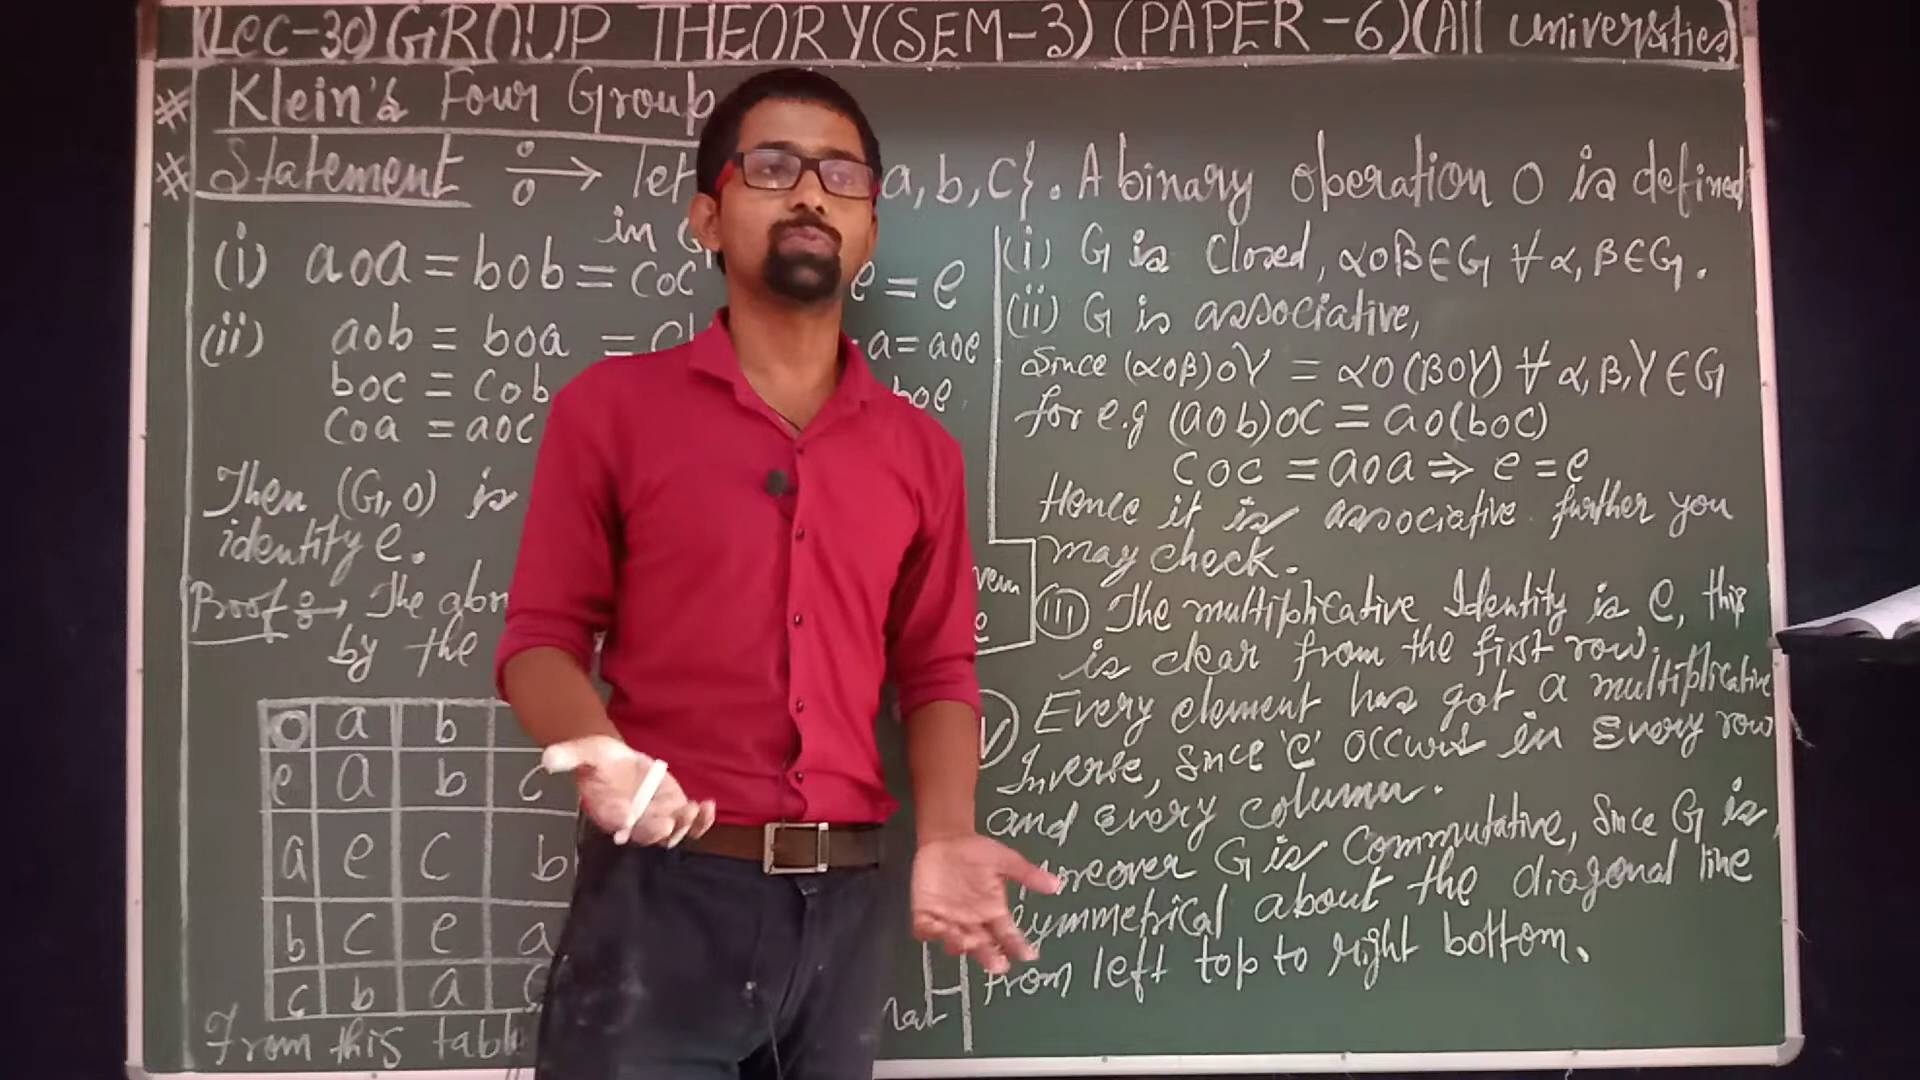 (Lec-30) GROUP THEORY (SEM-3) (PAPER-6) (All universities)
# Klein's Four Group
# Statement let a, b, c}. A binary operation o is defined
in G
(i) aoa = bob = coc e = e
(ii) aob = boa = a = aoe
boc = cob boe
coa = aoc
Then (G, o) is
identity e.
Proof The
by the
o a b
e a b c
a e c b
b c e a
c b a
From this
(i) G is closed, αoβ∈G ∀ α, β∈G.
(ii) G is associative,
Since (αoβ)oγ = αo(βoγ) ∀ α, β, γ ∈ G
for e.g (aob)oc = ao(boc)
coc = aoa ⇒ e = e
Hence it is associative further you
may check.
(III) The multiplicative Identity is e, this
is clear from the first row.
Every element has got a multiplicative
Inverse, since 'e' occurs in Every row
and every column.
Moreover G is Commutative, Since G is
symmetrical about the diagonal line
from left top to right bottom.